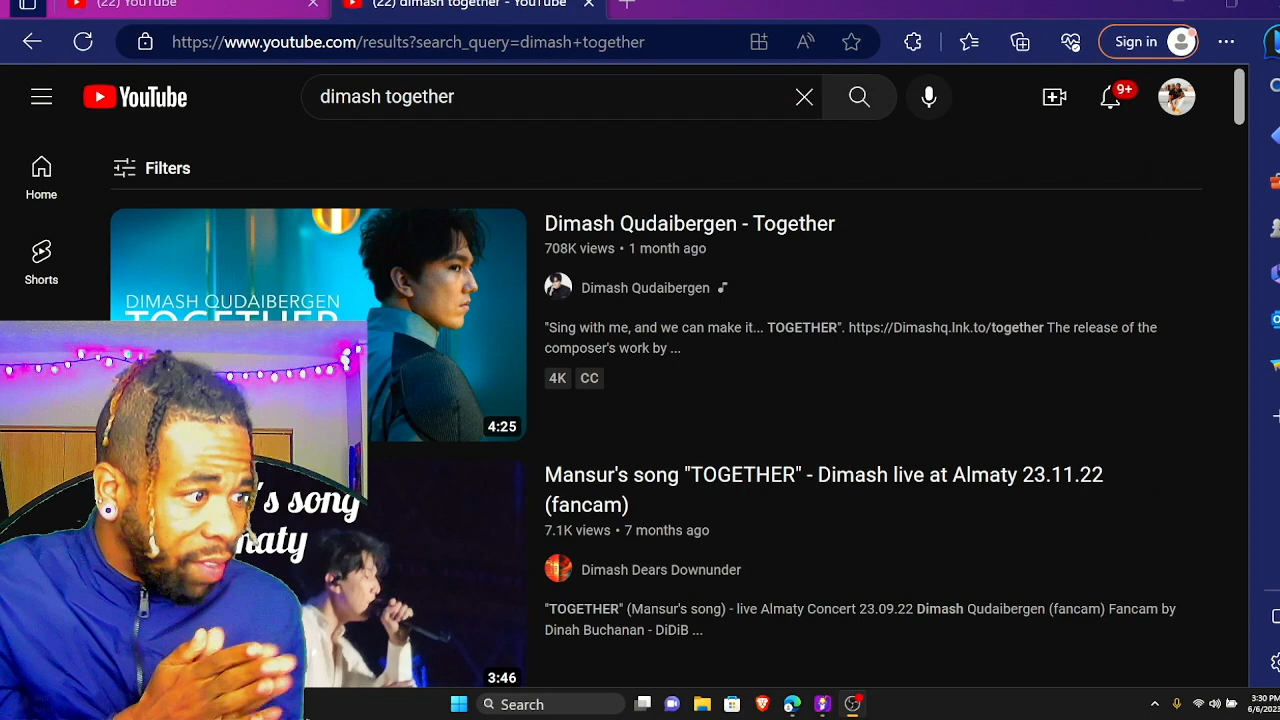 (22) YouTube
(22) dimash together - YouTube
https://www.youtube.com/results?search_query=dimash+together
Sign in
YouTube
dimash together
9+
Filters
Home
Shorts
DIMASH QUDAIBERGEN
TOGETHER
4:25
Dimash Qudaibergen - Together
708K views • 1 month ago
Dimash Qudaibergen
"Sing with me, and we can make it... TOGETHER". https://Dimashq.lnk.to/together The release of the
composer's work by ...
4K CC
's song
maty
3:46
Mansur's song "TOGETHER" - Dimash live at Almaty 23.11.22
(fancam)
7.1K views • 7 months ago
Dimash Dears Downunder
"TOGETHER" (Mansur's song) - live Almaty Concert 23.09.22 Dimash Qudaibergen (fancam) Fancam by
Dinah Buchanan - DiDiB ...
Search
3:30 PM